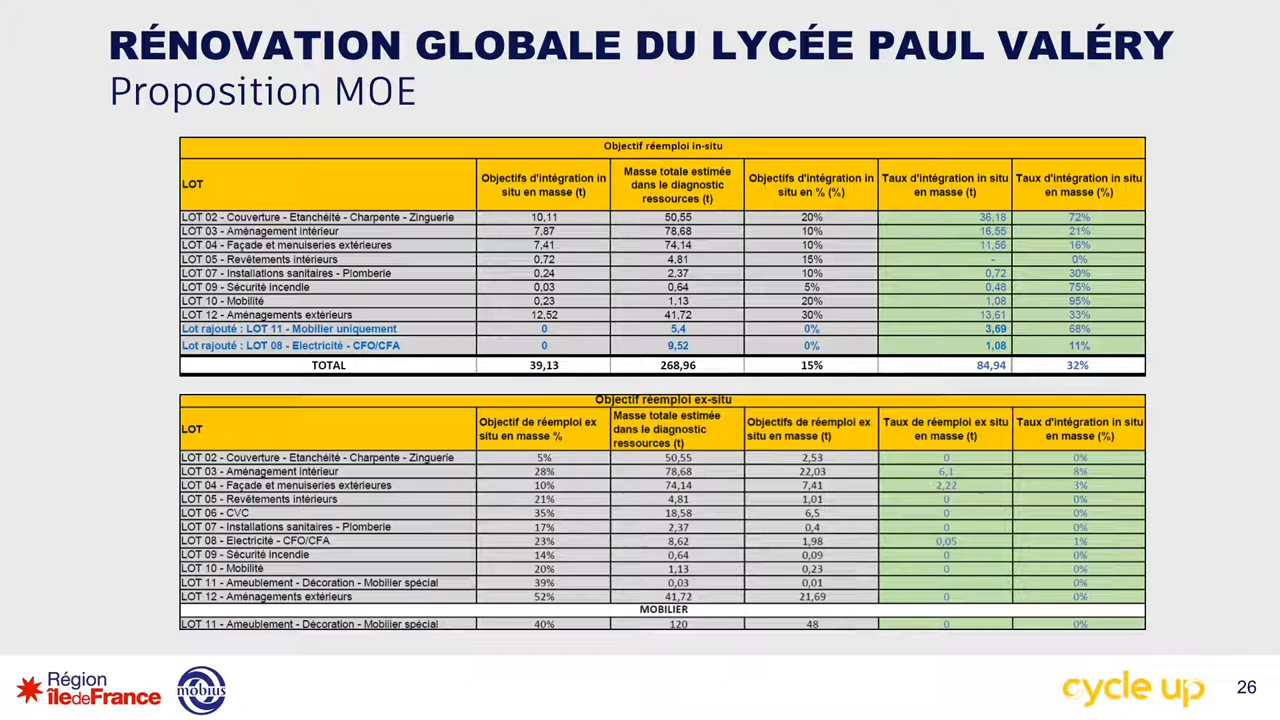 RÉNOVATION GLOBALE DU LYCÉE PAUL VALÉRY
Proposition MOE
Objectif réemploi in-situ
LOT | Objectifs d'intégration in situ en masse (t) | Masse totale estimée dans le diagnostic ressources (t) | Objectifs d'intégration in situ en % (%) | Taux d'intégration in situ en masse (t) | Taux d'intégration in situ en masse (%)
LOT 02 - Couverture - Etanchéité - Charpente - Zinguerie | 10,11 | 50,55 | 20% | 36,18 | 72%
LOT 03 - Aménagement intérieur | 7,87 | 78,68 | 10% | 16,55 | 21%
LOT 04 - Façade et menuiseries extérieures | 7,41 | 74,14 | 10% | 11,56 | 16%
LOT 05 - Revêtements intérieurs | 0,72 | 4,81 | 15% | - | 0%
LOT 07 - Installations sanitaires - Plomberie | 0,24 | 2,37 | 10% | 0,72 | 30%
LOT 09 - Sécurité incendie | 0,03 | 0,64 | 5% | 0,48 | 75%
LOT 10 - Mobilité | 0,23 | 1,13 | 20% | 1,08 | 95%
LOT 12 - Aménagements extérieurs | 12,52 | 41,72 | 30% | 13,61 | 33%
Lot rajouté : LOT 11 - Mobilier uniquement | 0 | 5,4 | 0% | 3,69 | 68%
Lot rajouté : LOT 08 - Electricité - CFO/CFA | 0 | 9,52 | 0% | 1,08 | 11%
TOTAL | 39,13 | 268,96 | 15% | 84,94 | 32%
Objectif réemploi ex-situ
LOT | Objectif de réemploi ex situ en masse % | Masse totale estimée dans le diagnostic ressources (t) | Objectifs de réemploi ex situ en masse (t) | Taux de réemploi ex situ en masse (t) | Taux d'intégration in situ en masse (%)
LOT 02 - Couverture - Etanchéité - Charpente - Zinguerie | 5% | 50,55 | 2,53 | 0 | 0%
LOT 03 - Aménagement intérieur | 28% | 78,68 | 22,03 | 6,1 | 8%
LOT 04 - Façade et menuiseries extérieures | 10% | 74,14 | 7,41 | 2,22 | 3%
LOT 05 - Revêtements intérieurs | 21% | 4,81 | 1,01 | 0 | 0%
LOT 06 - CVC | 35% | 18,58 | 6,5 | 0 | 0%
LOT 07 - Installations sanitaires - Plomberie | 17% | 2,37 | 0,4 | 0 | 0%
LOT 08 - Electricité - CFO/CFA | 23% | 8,62 | 1,98 | 0,05 | 1%
LOT 09 - Sécurité incendie | 14% | 0,64 | 0,09 | 0 | 0%
LOT 10 - Mobilité | 20% | 1,13 | 0,23 | 0 | 0%
LOT 11 - Ameublement - Décoration - Mobilier spécial | 39% | 0,03 | 0,01 | | 0%
LOT 12 - Aménagements extérieurs | 52% | 41,72 | 21,69 | 0 | 0%
MOBILIER
LOT 11 - Ameublement - Décoration - Mobilier spécial | 40% | 120 | 48 | 0 | 0%
Région
îledeFrance
mobius
cycle up
26